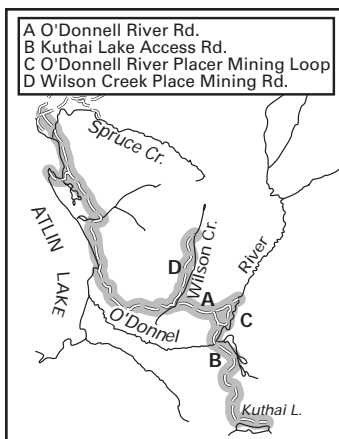 A O'Donnell River Rd.
B Kuthai Lake Access Rd.
C O'Donnell River Placer Mining Loop
D Wilson Creek Place Mining Rd.
Spruce Cr.
ATLIN LAKE
D
Wilson Cr.
River
A
C
O'Donnel
B
Kuthai L.